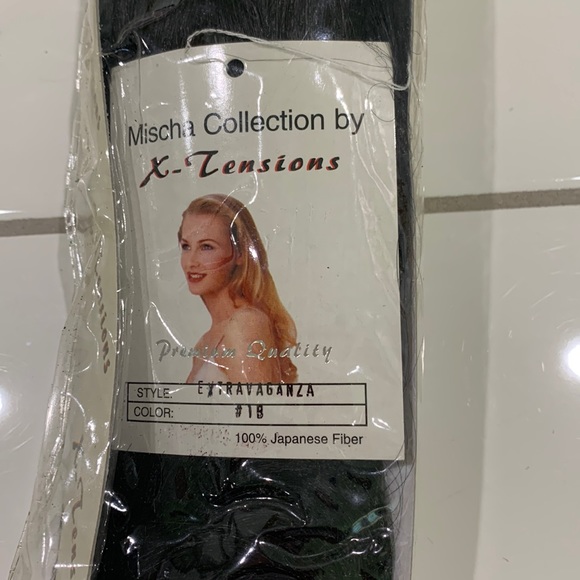 Mischa Collection by
X-Tensions
Premium Quality
STYLE: EXTRAVAGANZA
COLOR: #1B
100% Japanese Fiber